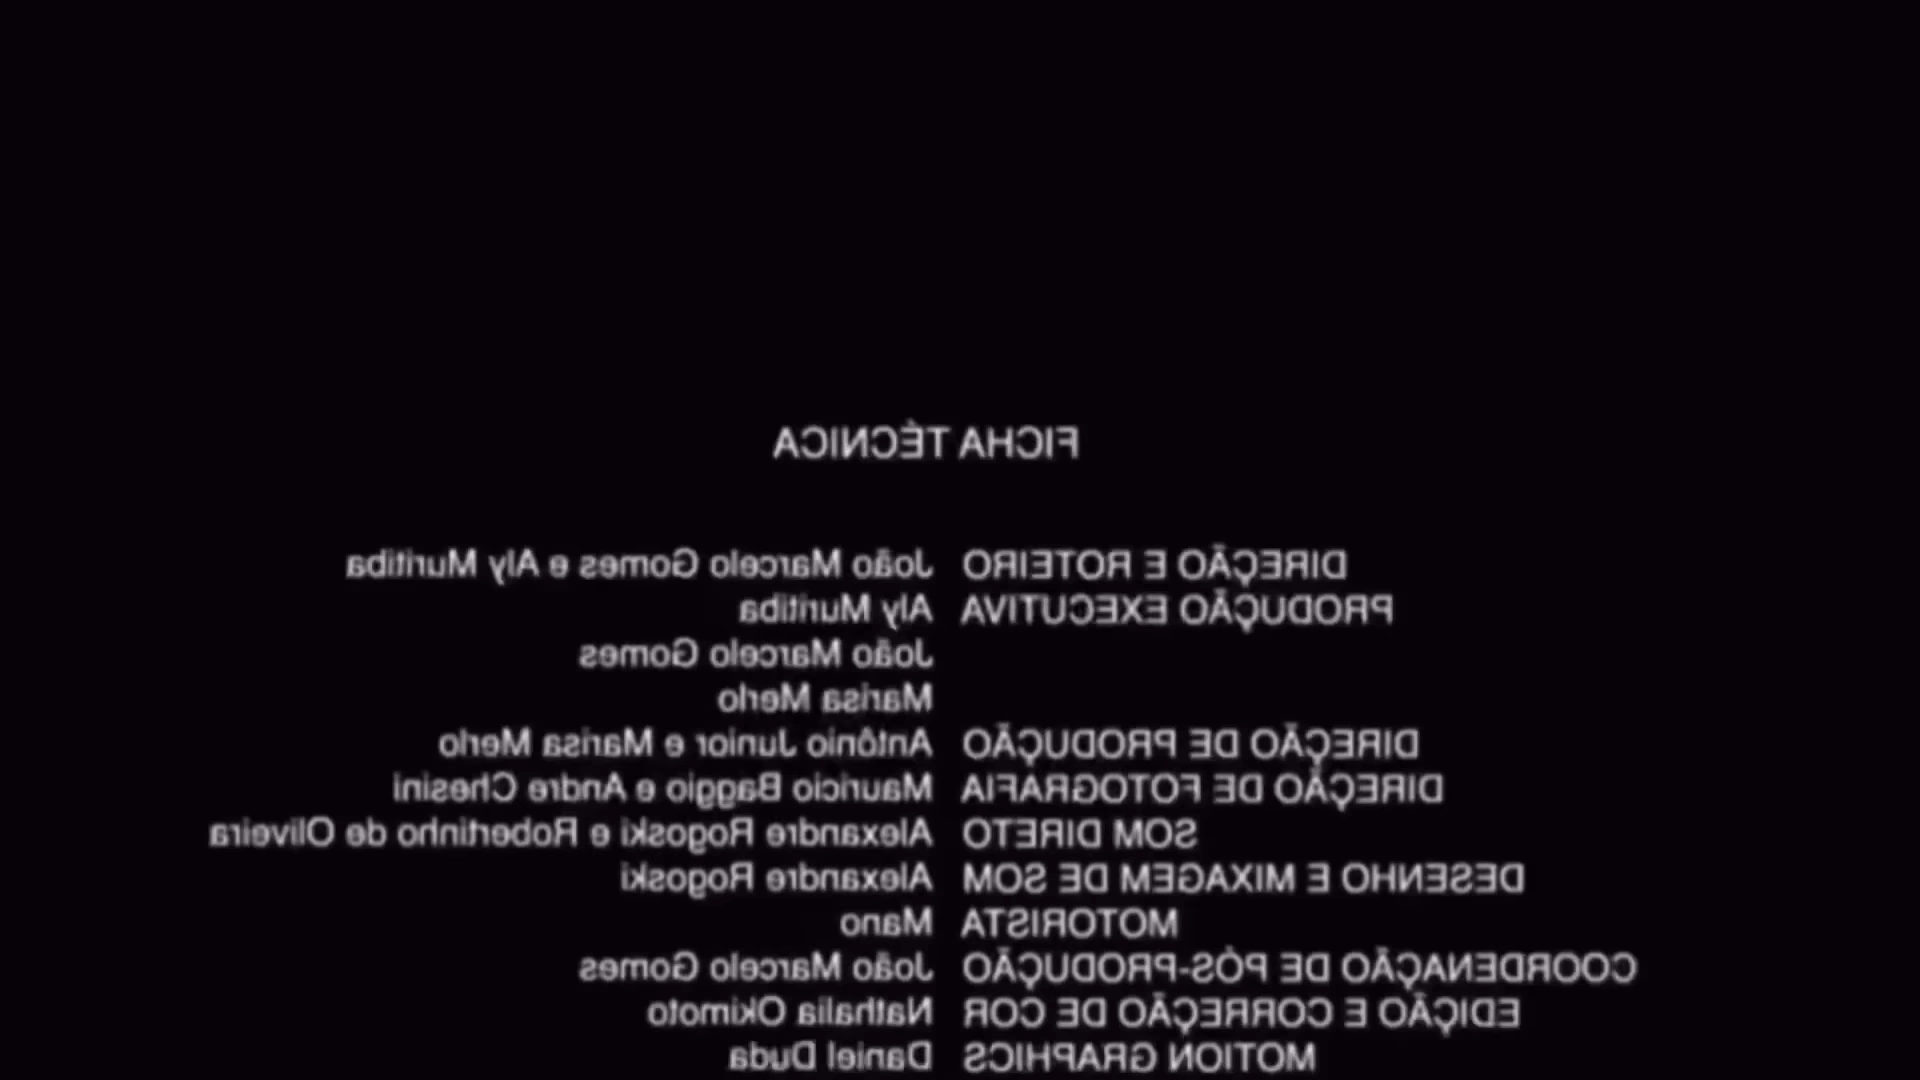 FICHA TÉCNICA
DIREÇÃO E ROTEIRO João Marcelo Gomes e Aly Muritiba
PRODUÇÃO EXECUTIVA Aly Muritiba
João Marcelo Gomes
Marisa Merlo
DIREÇÃO DE PRODUÇÃO Antônio Junior e Marisa Merlo
DIREÇÃO DE FOTOGRAFIA Mauricio Baggio e Andre Chesini
SOM DIRETO Alexandre Rogoski e Robertinho de Oliveira
DESENHO E MIXAGEM DE SOM Alexandre Rogoski
MOTORISTA Mano
COORDENAÇÃO DE PÓS-PRODUÇÃO João Marcelo Gomes
EDIÇÃO E CORREÇÃO DE COR Nathalia Okimoto
MOTION GRAPHICS Daniel Duda